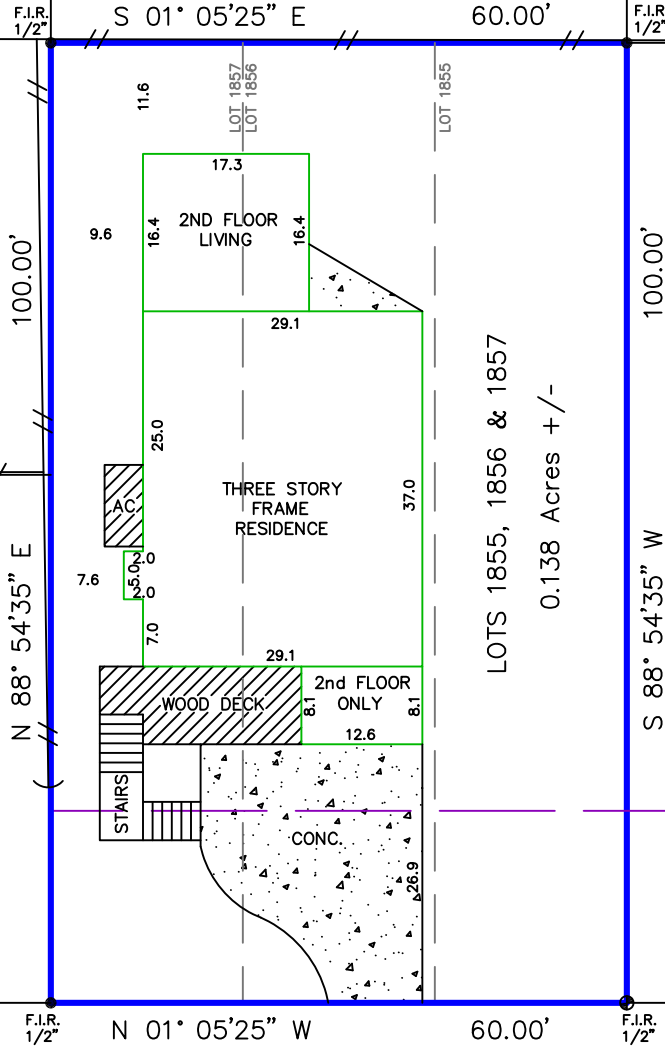 F.I.R.
1/2"
S 01° 05'25" E
60.00'
F.I.R.
1/2"
11.6
LOT 1857
LOT 1856
LOT 1855
17.3
9.6
16.4
2ND FLOOR
LIVING
16.4
100.00'
100.00'
29.1
25.0
THREE STORY
FRAME
RESIDENCE
37.0
LOTS 1855, 1856 & 1857
0.138 Acres +/-
AC
2.0
5.0
2.0
7.6
7.0
29.1
N 88° 54'35" E
S 88° 54'35" W
WOOD DECK
8.1
2nd FLOOR
ONLY
8.1
12.6
STAIRS
CONC.
26.9
F.I.R.
1/2"
N 01° 05'25" W
60.00'
F.I.R.
1/2"